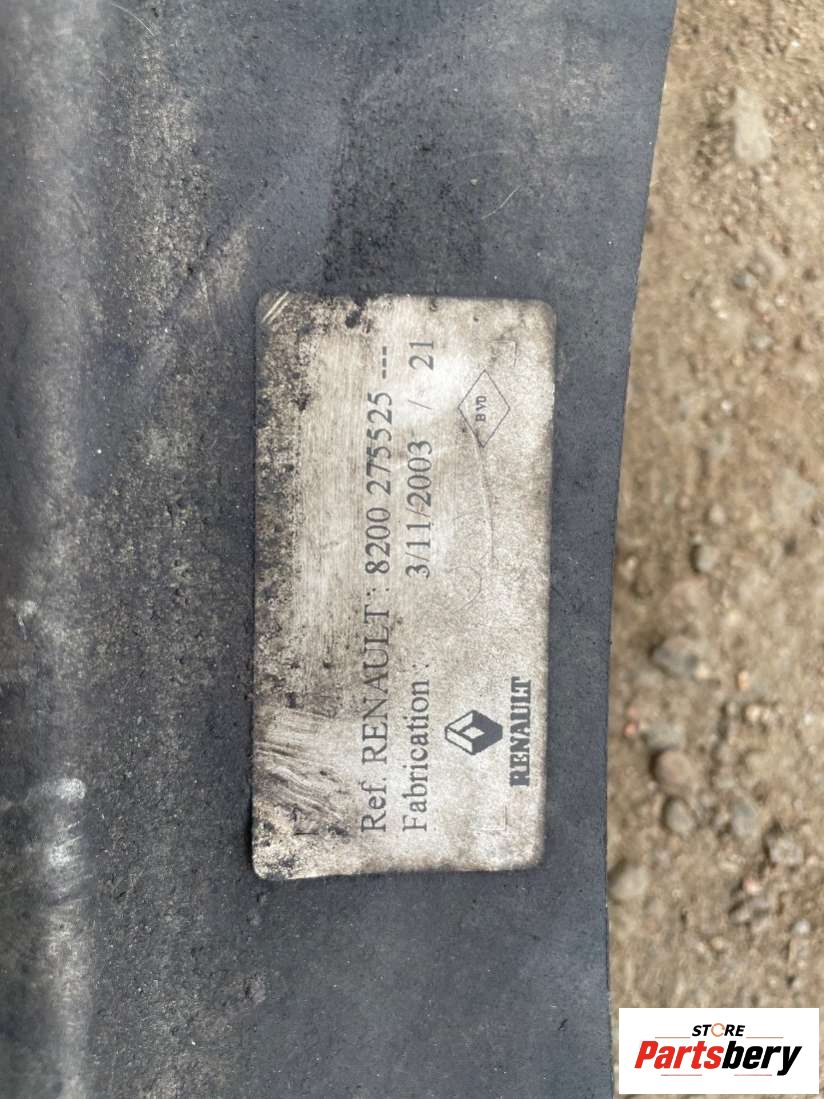 Ref. RENAULT : 8200 275525 ---
Fabrication : 3/11/2003 / 21
RENAULT
STORE
Partsbery